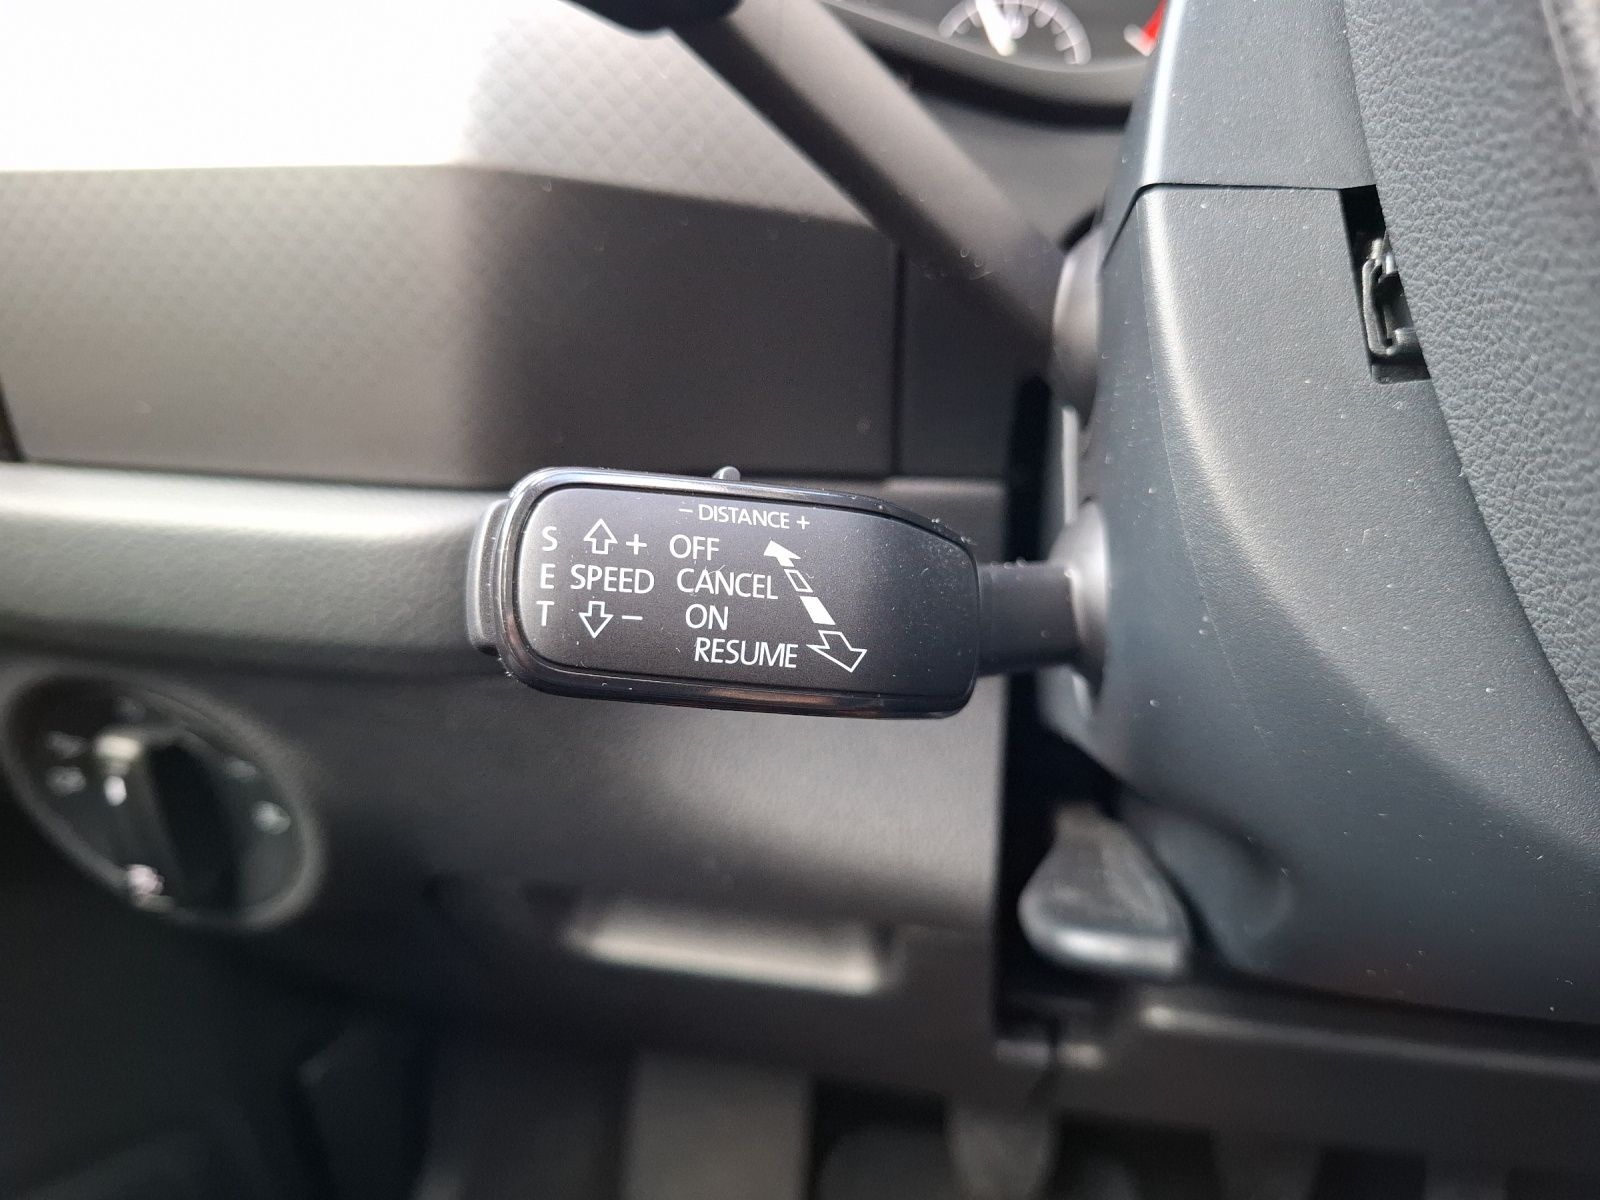 − DISTANCE +
S + OFF
E SPEED CANCEL
T − ON
RESUME